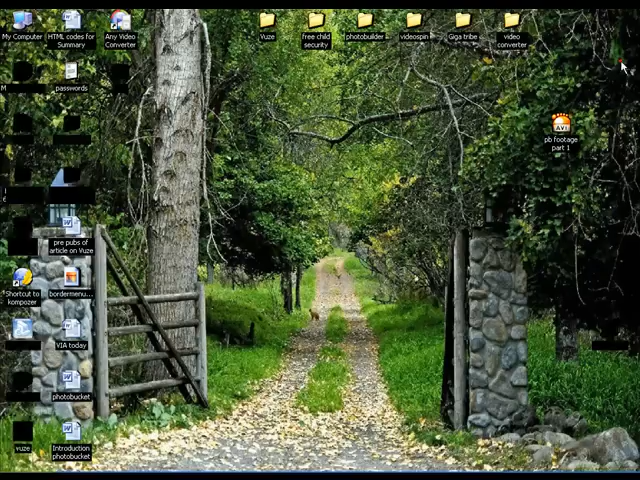 My Computer
HTML codes for
Summary
Any Video
Converter
Vuze
free child
security
photobuilder
videospin
Giga tribe
video
converter
M
passwords
AVI
pb footage
part 1
pre pubs of
article on Vuze
Shortcut to
kompozer
bordermenu...
VIA today
photobucket
vuze
Introduction
photobucket